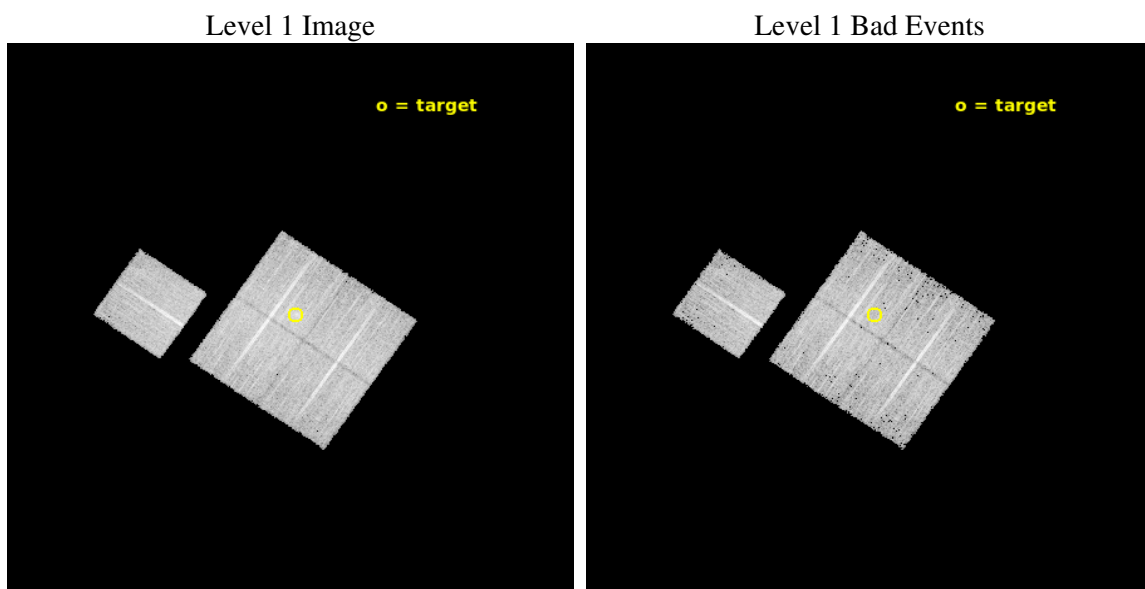 Level 1 Image
Level 1 Bad Events
o = target
o = target